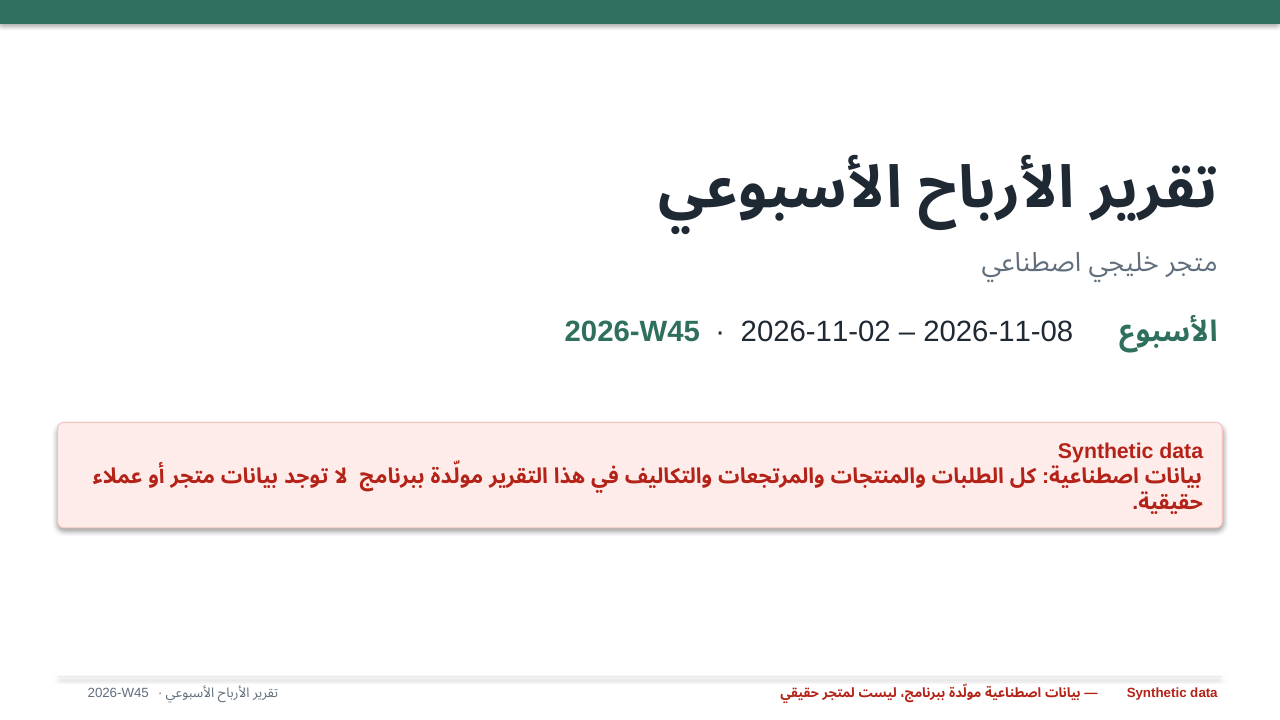 تقرير الأرباح الأسبوعي
متجر خليجي اصطناعي
الأسبوع 2026-11-02 – 2026-11-08 · 2026-W45
Synthetic data
بيانات اصطناعية: كل الطلبات والمنتجات والمرتجعات والتكاليف في هذا التقرير مولّدة ببرنامج لا توجد بيانات متجر أو عملاء
حقيقية.
Synthetic data — بيانات اصطناعية مولّدة ببرنامج، ليست لمتجر حقيقي
تقرير الأرباح الأسبوعي · 2026-W45